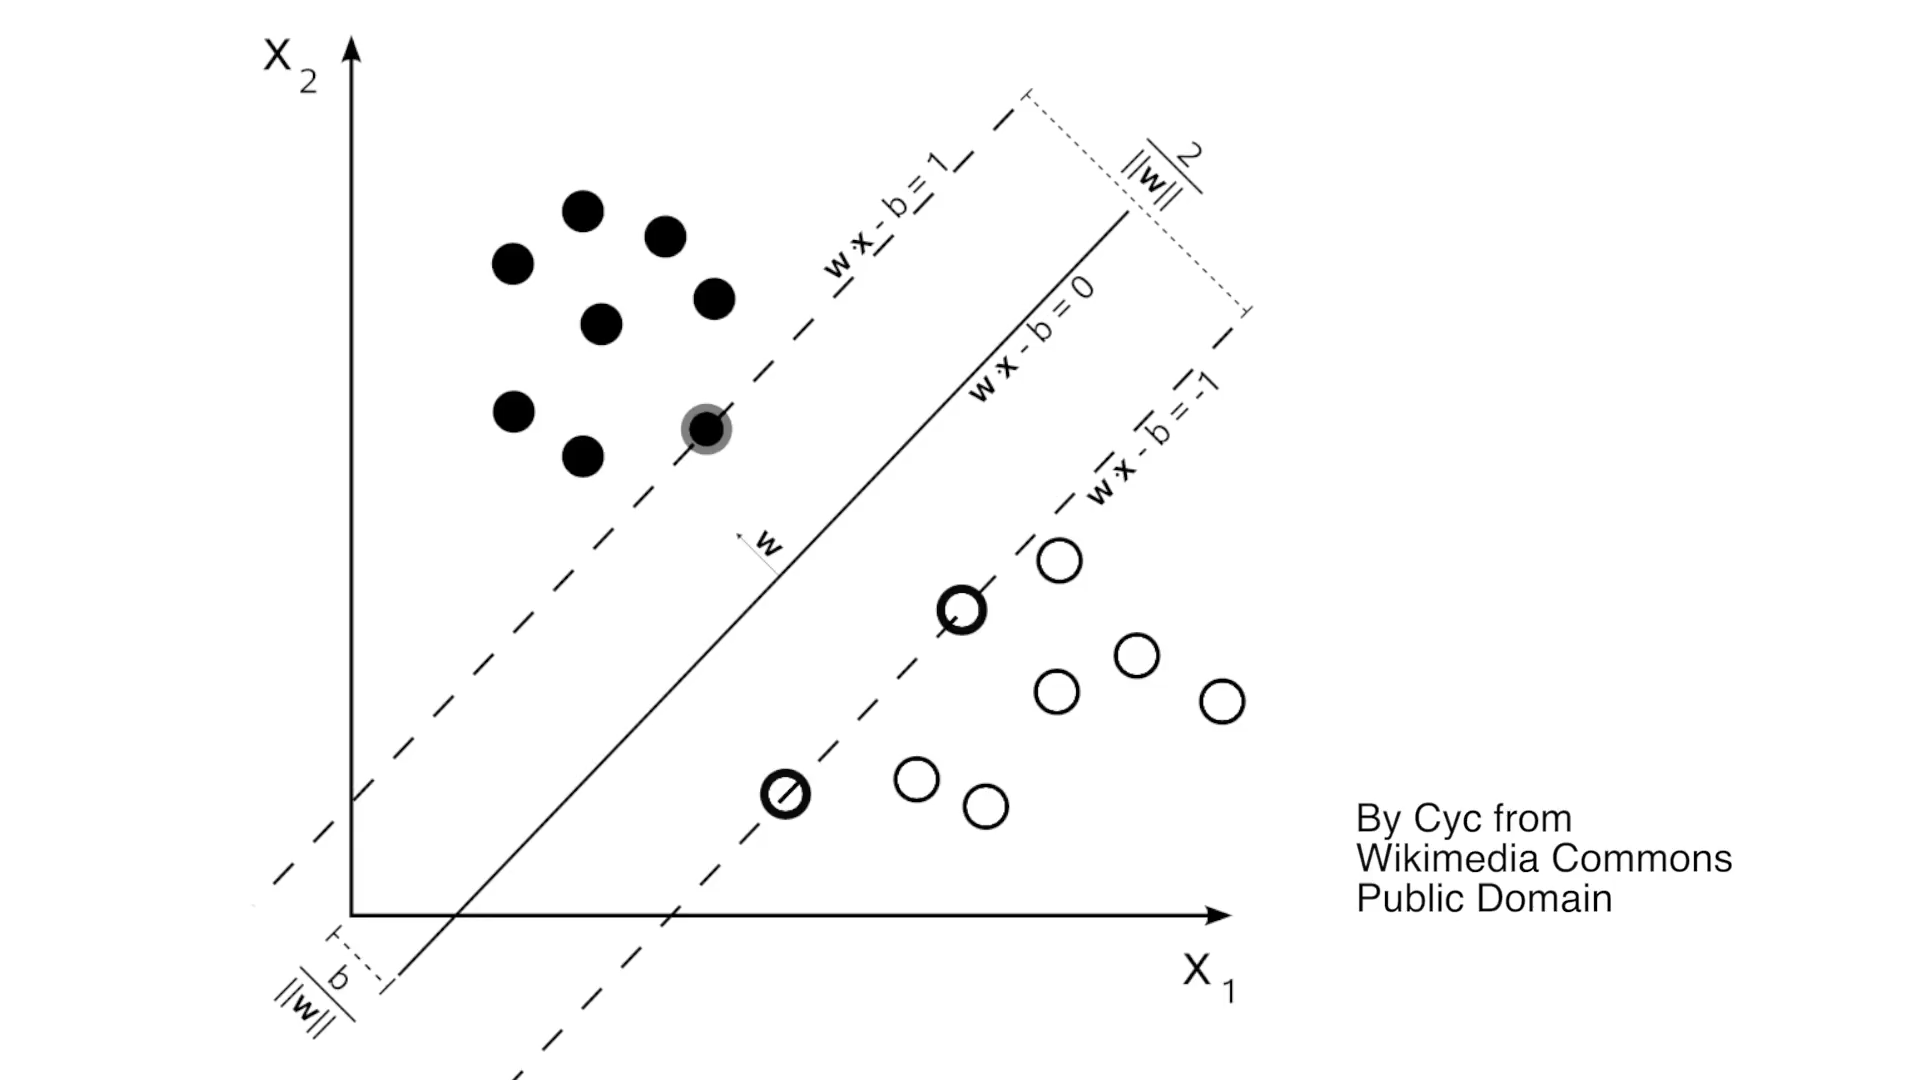 X₂
w·x - b = 1
2
||w||
w·x - b = 0
w·x - b = -1
w
b
||w||
X₁
By Cyc from
Wikimedia Commons
Public Domain